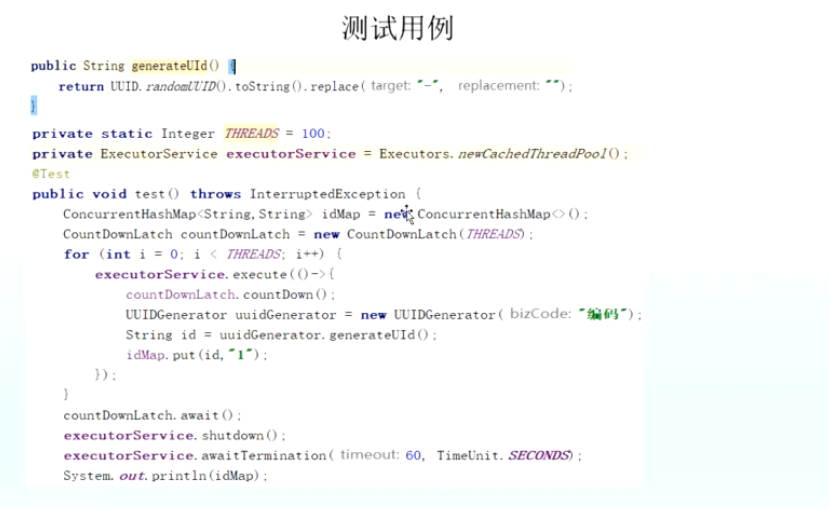 测试用例
public String generateUId() {
return UUID.randomUUID().toString().replace( target: "-", replacement: "");
}
private static Integer THREADS = 100;
private ExecutorService executorService = Executors.newCachedThreadPool();
@Test
public void test() throws InterruptedException {
ConcurrentHashMap<String,String> idMap = new ConcurrentHashMap<>();
CountDownLatch countDownLatch = new CountDownLatch(THREADS);
for (int i = 0; i < THREADS; i++) {
executorService.execute(()->{
countDownLatch.countDown();
UUIDGenerator uuidGenerator = new UUIDGenerator( bizCode: "编码");
String id = uuidGenerator.generateUId();
idMap.put(id,"1");
});
}
countDownLatch.await();
executorService.shutdown();
executorService.awaitTermination( timeout: 60, TimeUnit.SECONDS);
System.out.println(idMap);